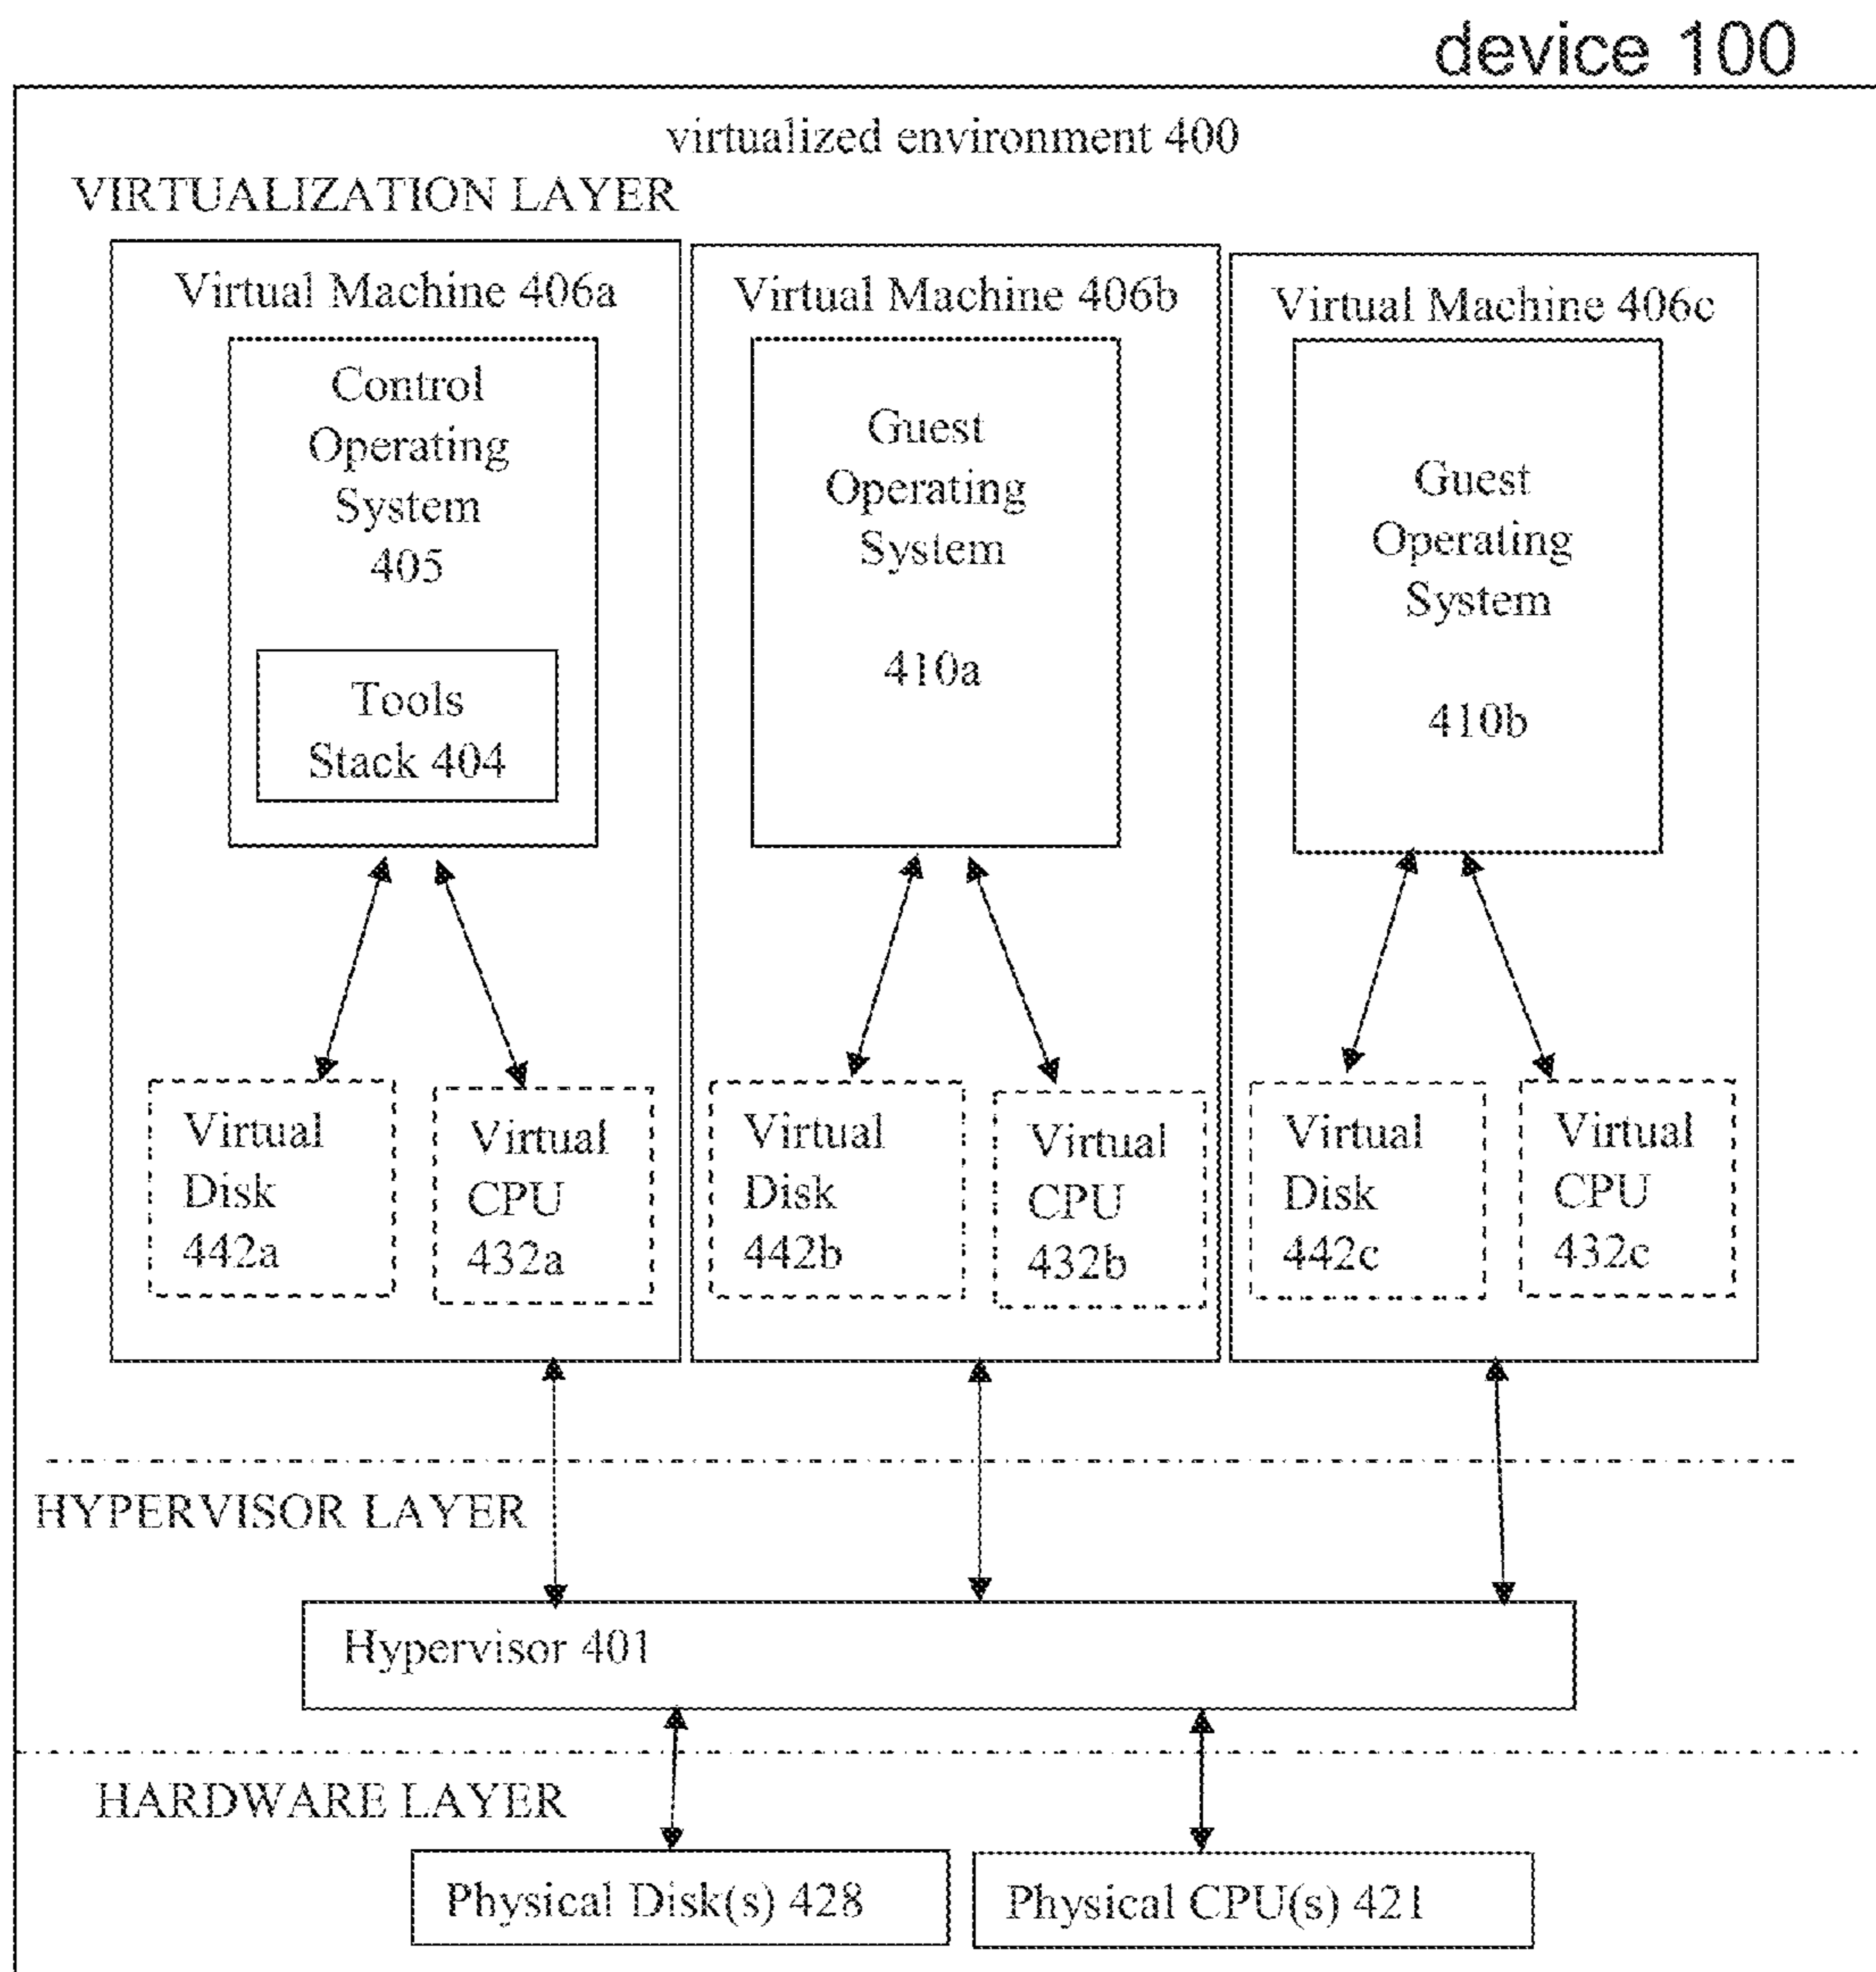 device 100
virtualized environment 400
VIRTUALIZATION LAYER
Virtual Machine 406a
Control
Operating
System
405
Tools
Stack 404
Virtual
Disk
442a
Virtual
CPU
432a
Virtual Machine 406b
Guest
Operating
System
410a
Virtual
Disk
442b
Virtual
CPU
432b
Virtual Machine 406c
Guest
Operating
System
410b
Virtual
Disk
442c
Virtual
CPU
432c
HYPERVISOR LAYER
Hypervisor 401
HARDWARE LAYER
Physical Disk(s) 428
Physical CPU(s) 421